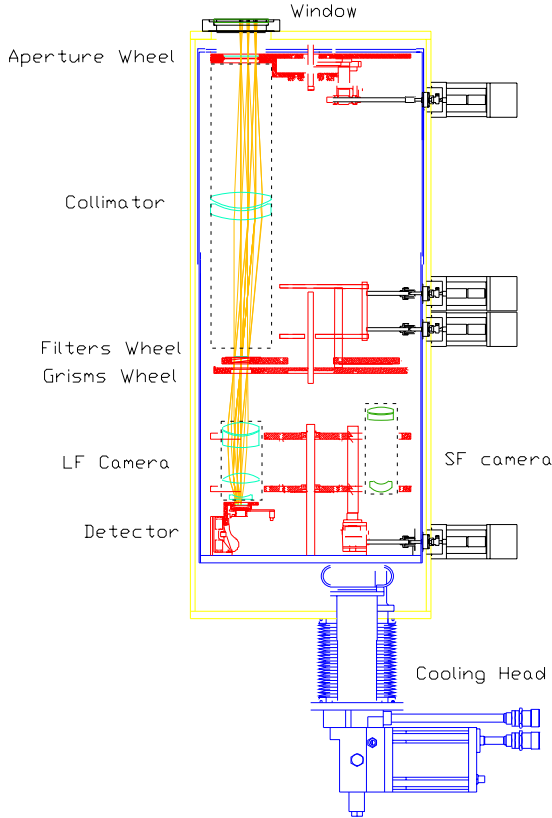 Window
Aperture Wheel
Collimator
Filters Wheel
Grisms Wheel
LF Camera
SF camera
Detector
Cooling Head